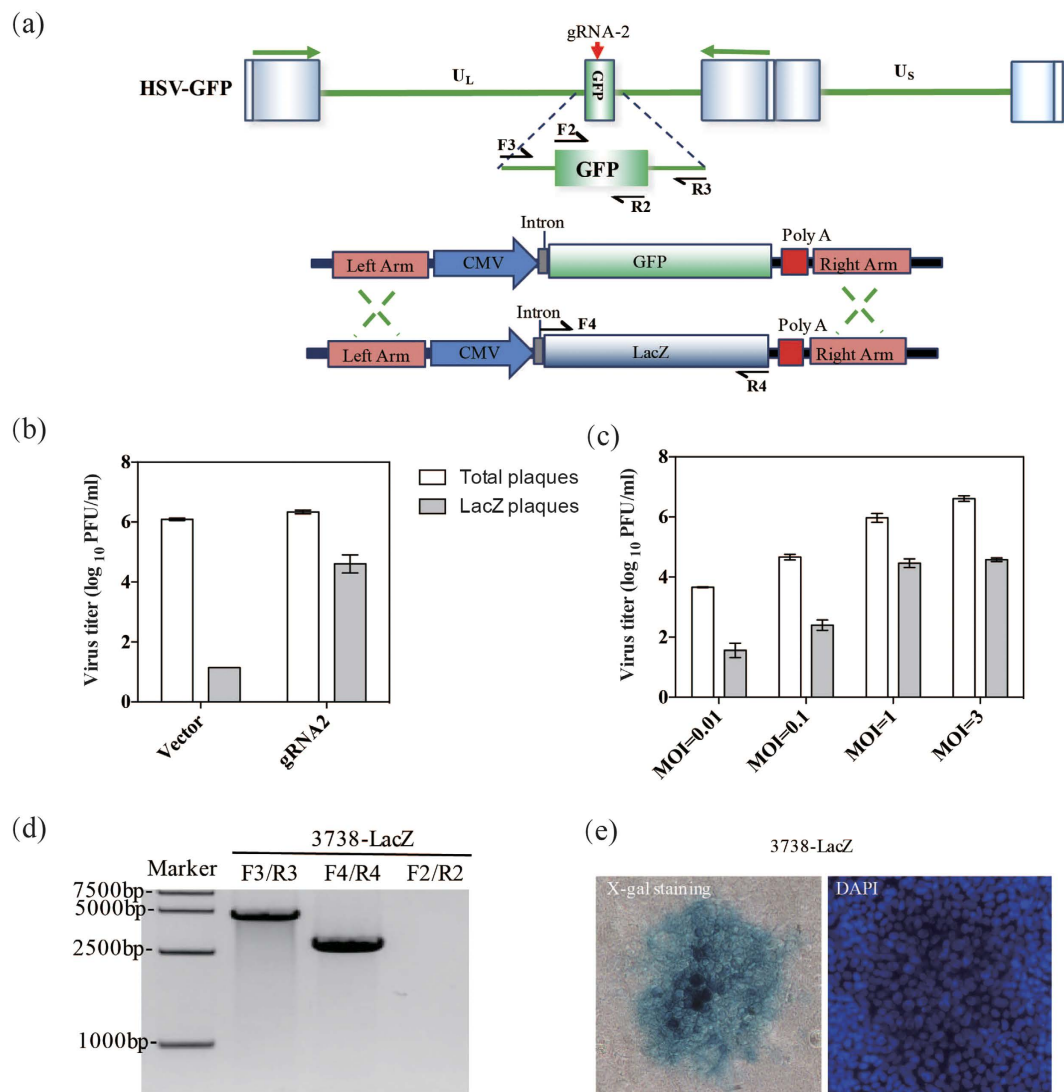 (a)
gRNA-2
HSV-GFP
U_L
GFP
U_S
F3
F2
GFP
R2
R3
Intron
Poly A
Left Arm
CMV
GFP
Right Arm
Intron
F4
Poly A
Left Arm
CMV
LacZ
Right Arm
R4
(b)
Virus titer (log 10 PFU/ml)
8
6
4
2
0
Vector
gRNA2
Total plaques
LacZ plaques
(c)
Virus titer (log 10 PFU/ml)
8
6
4
2
0
MOI=0.01
MOI=0.1
MOI=1
MOI=3
(d)
3738-LacZ
Marker
F3/R3
F4/R4
F2/R2
7500bp-
5000bp-
2500bp-
1000bp-
(e)
3738-LacZ
X-gal staining
DAPI